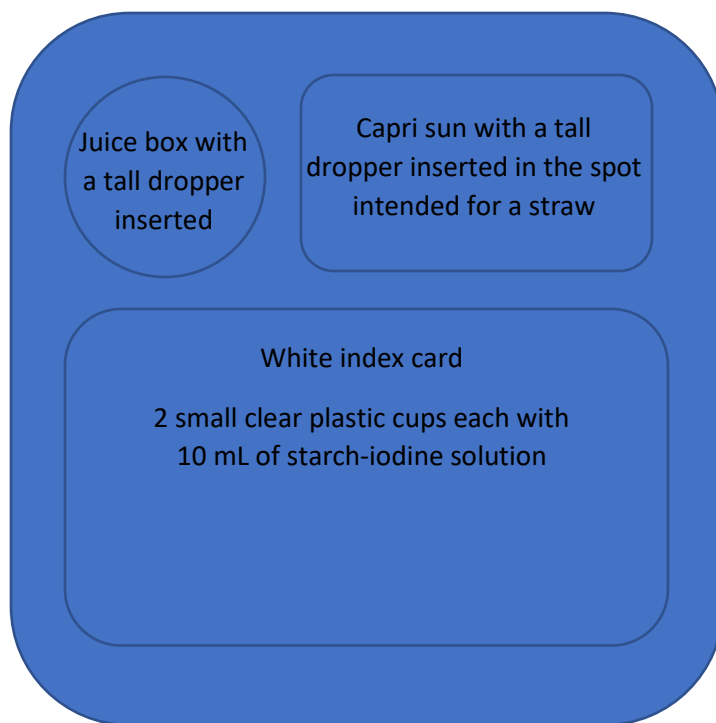 Juice box with
a tall dropper
inserted
Capri sun with a tall
dropper inserted in the spot
intended for a straw
White index card
2 small clear plastic cups each with
10 mL of starch-iodine solution